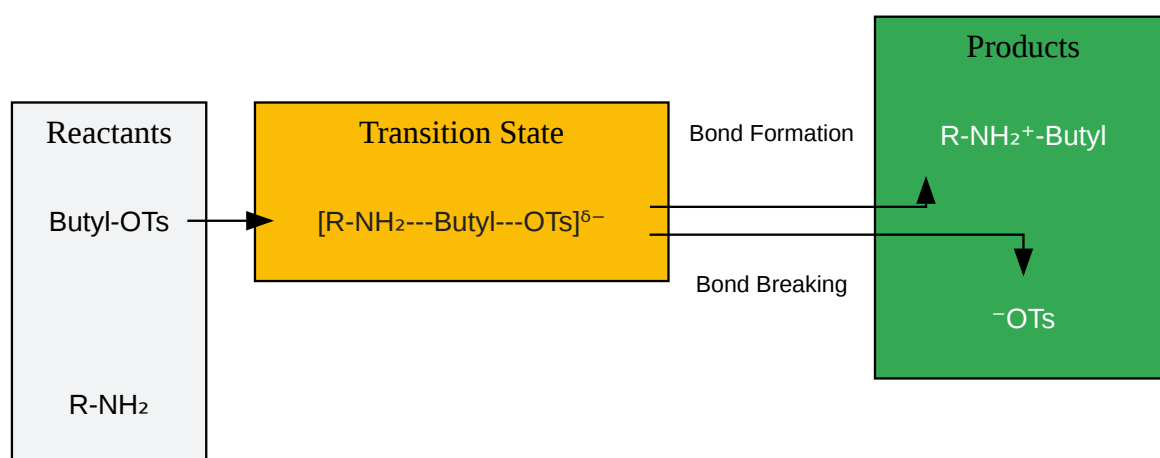 Reactants
Butyl-OTs
R-NH₂
Transition State
[R-NH₂---Butyl---OTs]ᵟ⁻
Bond Formation
Bond Breaking
Products
R-NH₂⁺-Butyl
⁻OTs